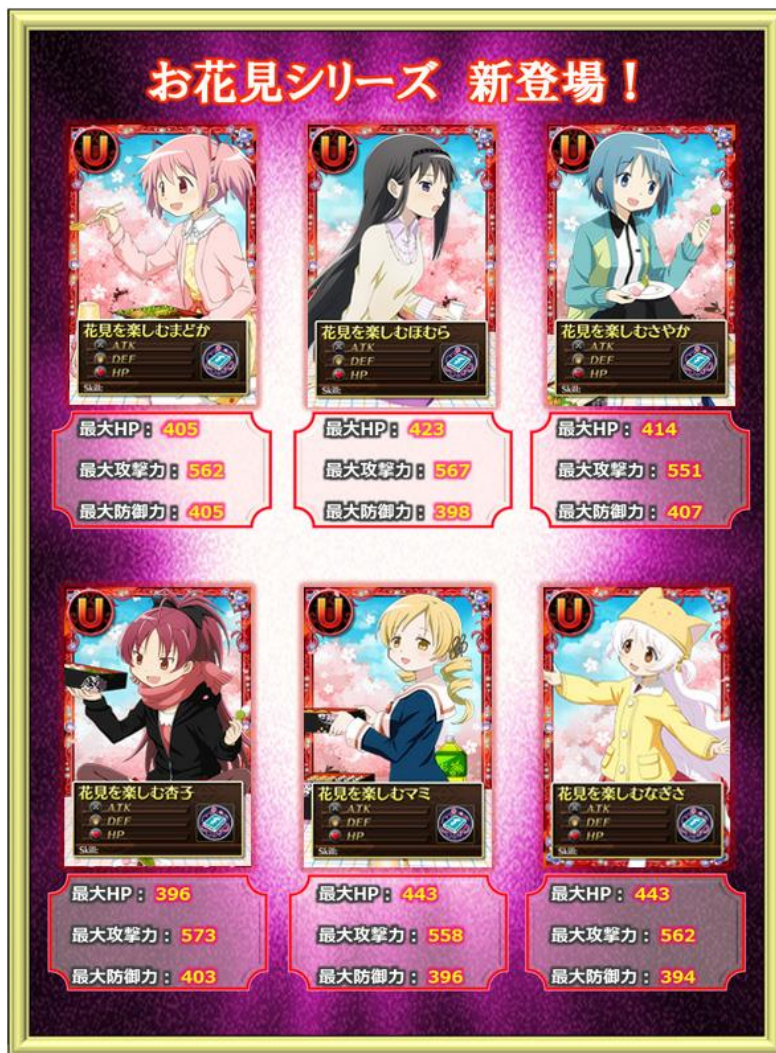 お花見シリーズ 新登場！
U
花見を楽しむまどか
ATK
DEF
HP
Skill:
最大HP： 405
最大攻撃力： 562
最大防御力： 405
U
花見を楽しむほむら
ATK
DEF
HP
Skill:
最大HP： 423
最大攻撃力： 567
最大防御力： 398
U
花見を楽しむさやか
ATK
DEF
HP
Skill:
最大HP： 414
最大攻撃力： 551
最大防御力： 407
U
花見を楽しむ杏子
ATK
DEF
HP
Skill:
最大HP： 396
最大攻撃力： 573
最大防御力： 403
U
花見を楽しむマミ
ATK
DEF
HP
Skill:
最大HP： 443
最大攻撃力： 558
最大防御力： 396
U
花見を楽しむなぎさ
ATK
DEF
HP
Skill:
最大HP： 443
最大攻撃力： 562
最大防御力： 394